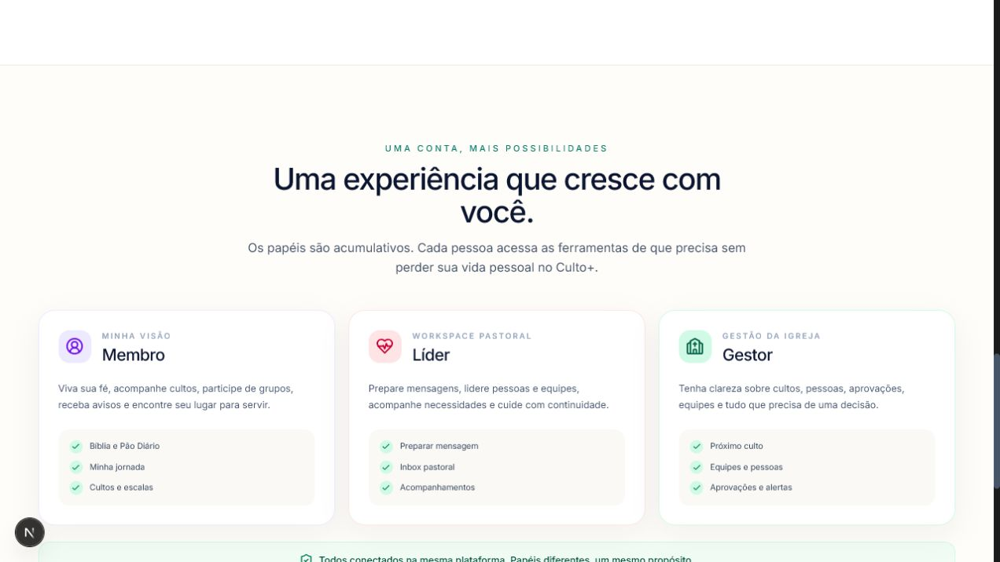 UMA CONTA, MAIS POSSIBILIDADES
Uma experiência que cresce com
você.
Os papéis são acumulativos. Cada pessoa acessa as ferramentas de que precisa sem
perder sua vida pessoal no Culto+.
MINHA VISÃO
Membro
Viva sua fé, acompanhe cultos, participe de grupos,
receba avisos e encontre seu lugar para servir.
Bíblia e Pão Diário
Minha jornada
Cultos e escalas
WORKSPACE PASTORAL
Líder
Prepare mensagens, lidere pessoas e equipes,
acompanhe necessidades e cuide com continuidade.
Preparar mensagem
Inbox pastoral
Acompanhamentos
GESTÃO DA IGREJA
Gestor
Tenha clareza sobre cultos, pessoas, aprovações,
equipes e tudo que precisa de uma decisão.
Próximo culto
Equipes e pessoas
Aprovações e alertas
N
Todos conectados na mesma plataforma. Papéis diferentes, um mesmo propósito.